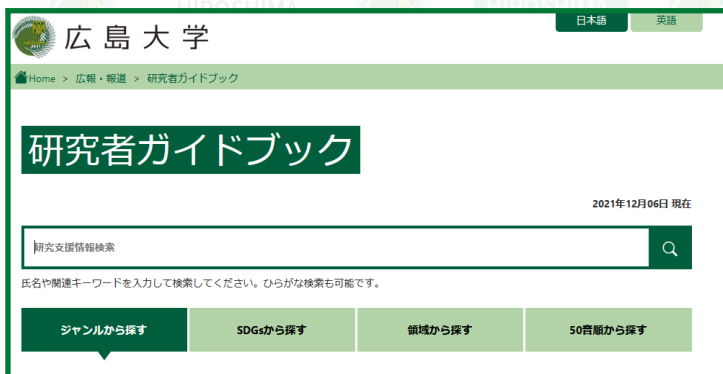 HIROSHIMA
広島大学
日本語 英語
Home > 広報・報道 > 研究者ガイドブック
研究者ガイドブック
2021年12月06日 現在
研究支援情報検索
氏名や関連キーワードを入力して検索してください。ひらがな検索も可能です。
ジャンルから探す SDGsから探す 領域から探す 50音順から探す